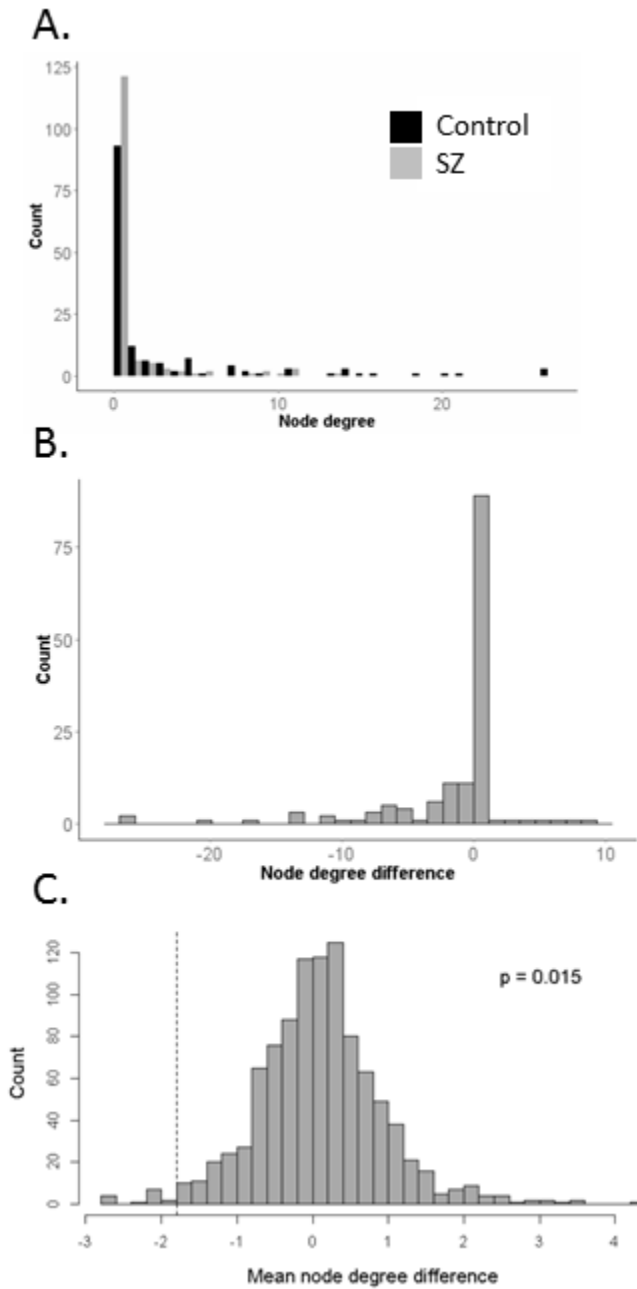 A.
125
100
75
50
25
0
Count
Control
SZ
0
10
20
Node degree
B.
75
50
25
0
Count
-20
-10
0
10
Node degree difference
C.
120
100
80
60
40
20
0
Count
p = 0.015
-3
-2
-1
0
1
2
3
4
Mean node degree difference